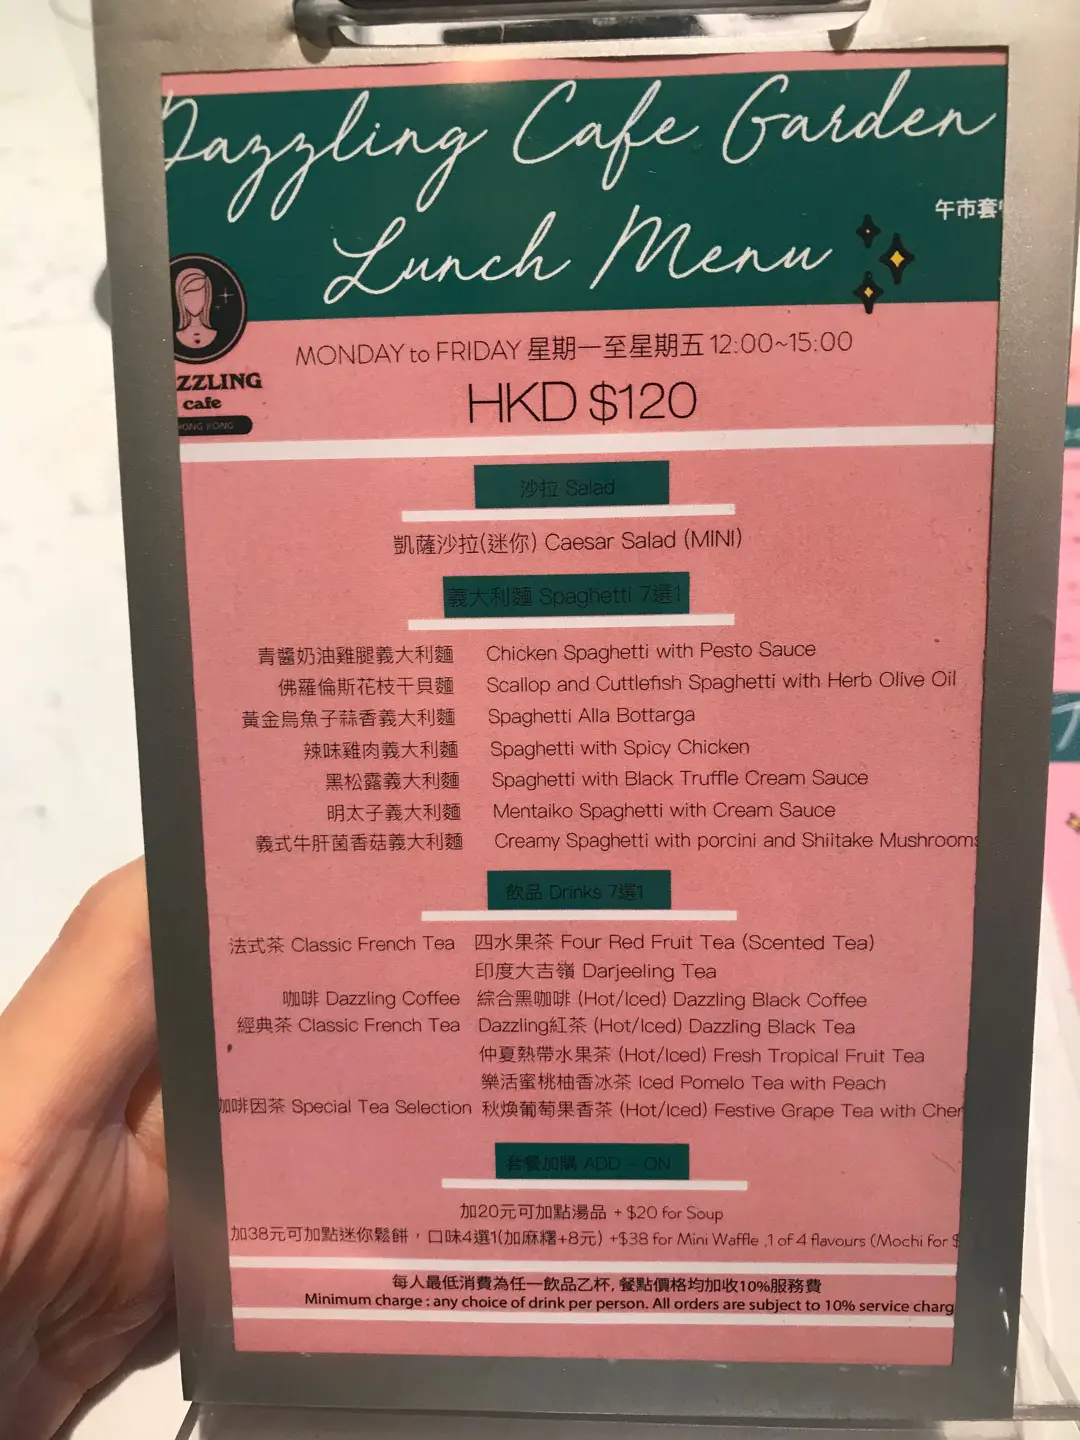 Dazzling Cafe Garden
Lunch Menu
午市套
ZZLING
cafe
HONG KONG
MONDAY to FRIDAY 星期一至星期五 12:00~15:00
HKD $120
沙拉 Salad
凱薩沙拉(迷你) Caesar Salad (MINI)
義大利麵 Spaghetti 7選1
青醬奶油雞腿義大利麵 Chicken Spaghetti with Pesto Sauce
佛羅倫斯花枝干貝麵 Scallop and Cuttlefish Spaghetti with Herb Olive Oil
黃金烏魚子蒜香義大利麵 Spaghetti Alla Bottarga
辣味雞肉義大利麵 Spaghetti with Spicy Chicken
黑松露義大利麵 Spaghetti with Black Truffle Cream Sauce
明太子義大利麵 Mentaiko Spaghetti with Cream Sauce
義式牛肝菌香菇義大利麵 Creamy Spaghetti with porcini and Shiitake Mushrooms
飲品 Drinks 7選1
法式茶 Classic French Tea 四水果茶 Four Red Fruit Tea (Scented Tea)
印度大吉嶺 Darjeeling Tea
咖啡 Dazzling Coffee 綜合黑咖啡 (Hot/Iced) Dazzling Black Coffee
經典茶 Classic French Tea Dazzling紅茶 (Hot/Iced) Dazzling Black Tea
仲夏熱帶水果茶 (Hot/Iced) Fresh Tropical Fruit Tea
樂活蜜桃柚香冰茶 Iced Pomelo Tea with Peach
咖啡因茶 Special Tea Selection 秋煥葡萄果香茶 (Hot/Iced) Festive Grape Tea with Cher
套餐加購 ADD - ON
加20元可加點湯品 + $20 for Soup
加38元可加點迷你鬆餅，口味4選1(加麻糬+8元) +$38 for Mini Waffle ,1 of 4 flavours (Mochi for $
每人最低消費為任一飲品乙杯, 餐點價格均加收10%服務費
Minimum charge : any choice of drink per person. All orders are subject to 10% service charg